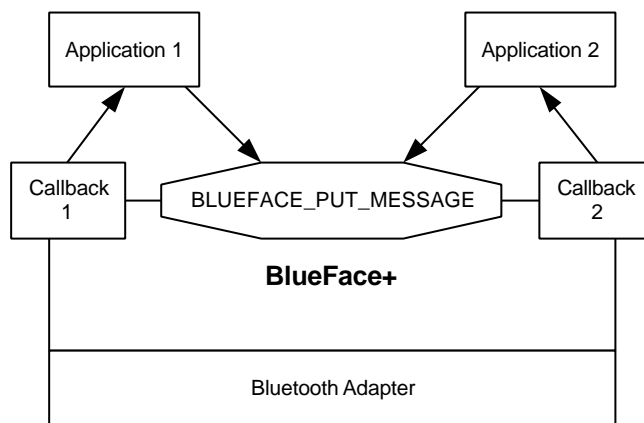 Application 1
Application 2
Callback
1
BLUEFACE_PUT_MESSAGE
Callback
2
BlueFace+
Bluetooth Adapter